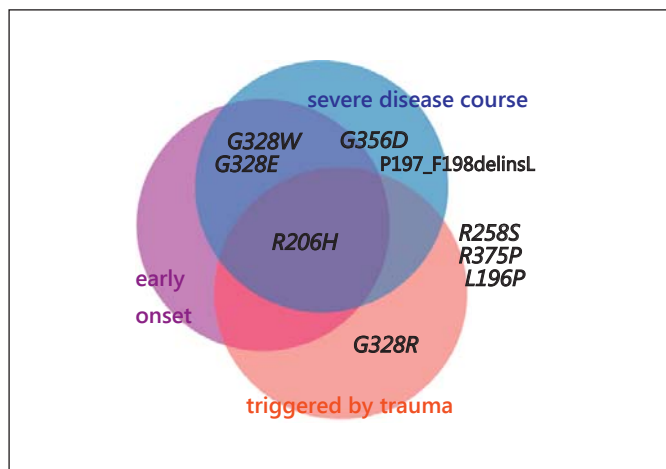 severe disease course
G328W
G356D
G328E
P197_F198delinsL
R206H
R258S
R375P
L196P
early
onset
G328R
triggered by trauma